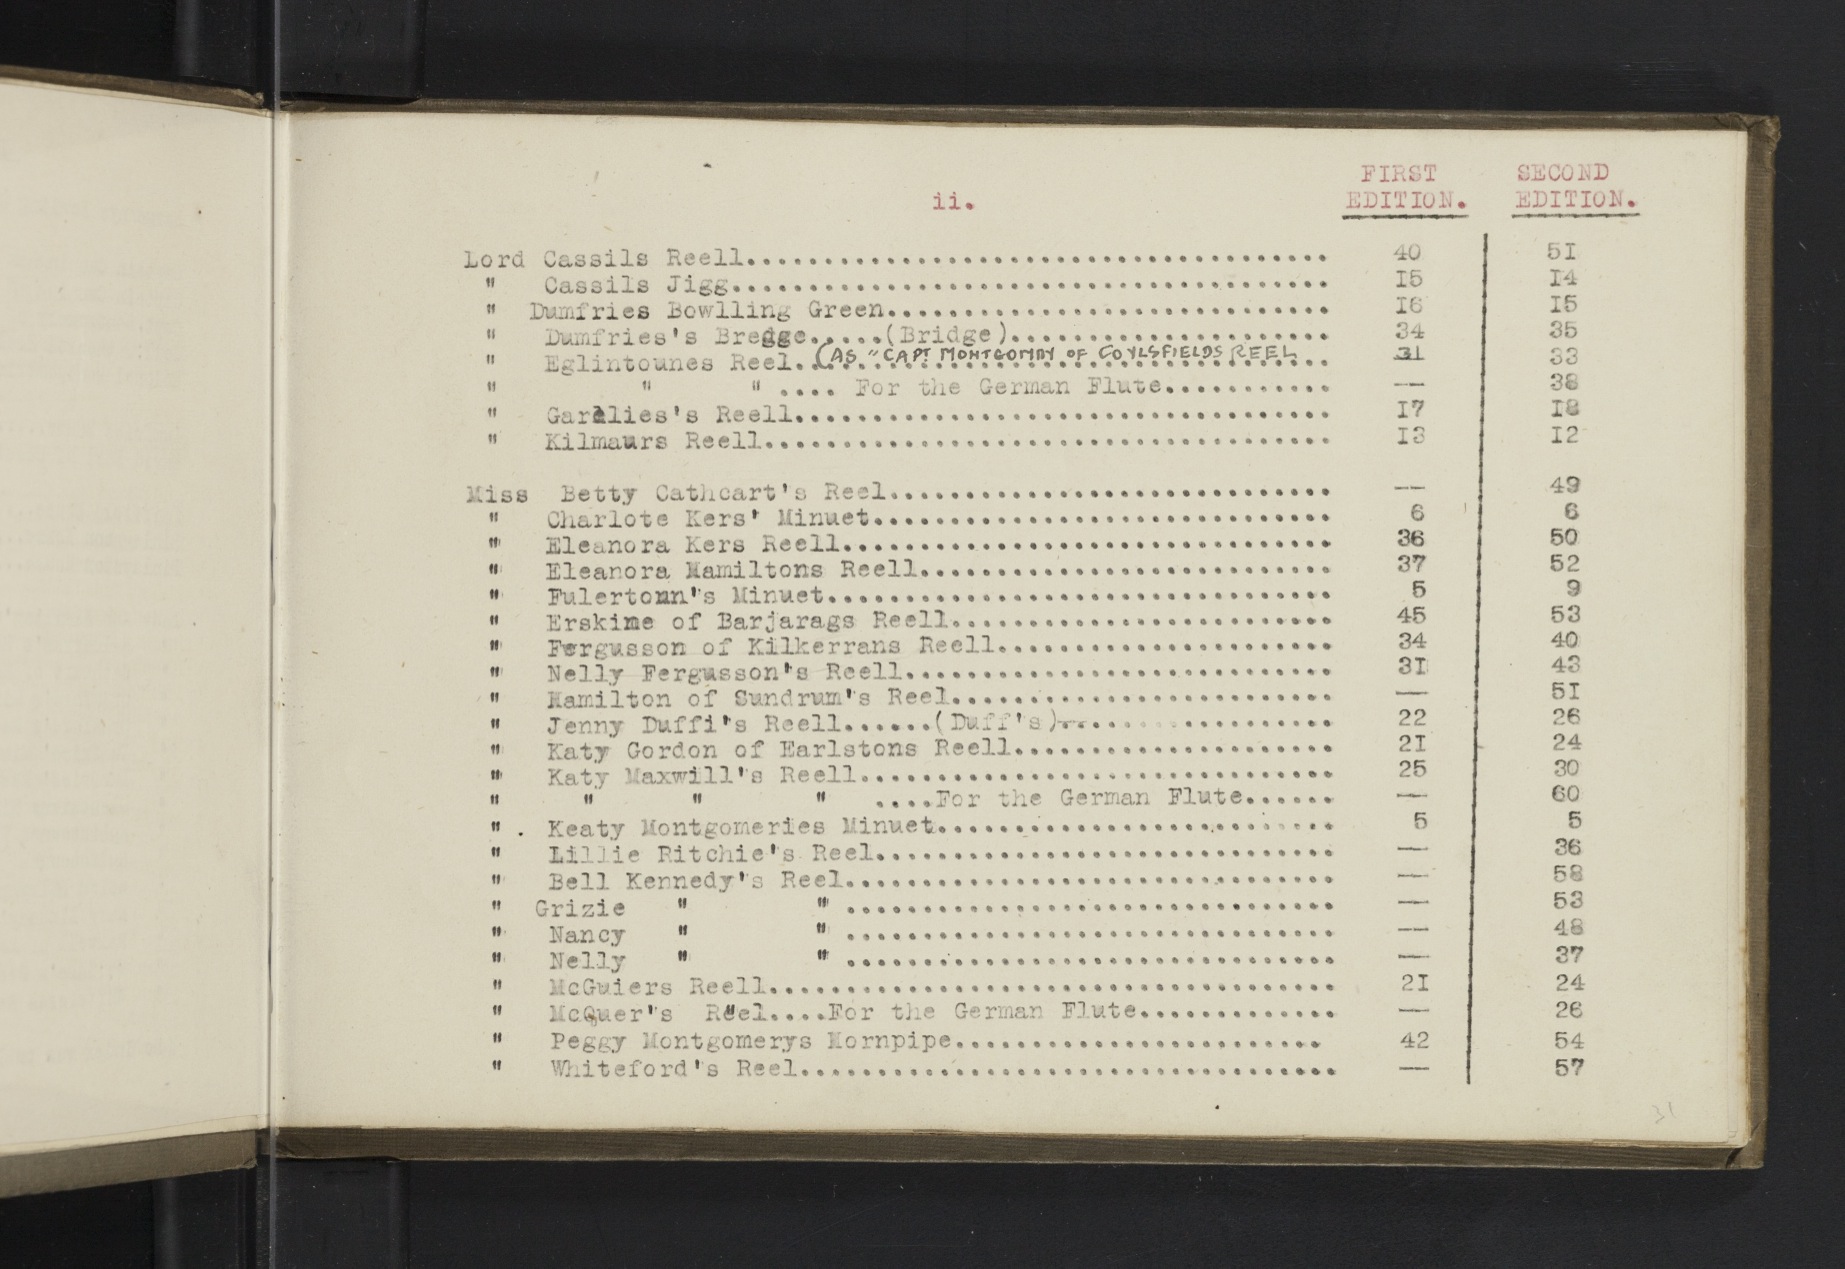 FIRST SECOND
ii. EDITION. EDITION.
Lord Cassils Reell...................................... 40 5I
" Cassils Jigg....................................... I5 I4
" Dumfries Bowlling Green............................. I6 I5
" Dumfries's Bregge.....(Bridge)..................... 34 35
" Eglintounes Reel..(AS "CAPT MONTGOMRY OF COYLSFIELDS REEL 31 33
" " " .... For the German Flute........... — 38
" Garalies's Reell................................... I7 I8
" Kilmaurs Reell..................................... I3 I2
Miss Betty Cathcart's Reel............................. — 49
" Charlote Kers' Minuet.............................. 6 6
" Eleanora Kers Reell................................ 36 50
" Eleanora Hamiltons Reell........................... 37 52
" Fulertonn's Minuet................................. 5 9
" Erskine of Barjarags Reell......................... 45 53
" Fergusson of Kilkerrans Reell...................... 34 40
" Nelly Fergusson's Reell............................ 3I 43
" Hamilton of Sundrum's Reel......................... — 5I
" Jenny Duffi's Reell......(Duff's).................. 22 26
" Katy Gordon of Earlstons Reell..................... 2I 24
" Katy Maxwill's Reell............................... 25 30
" " " " ....For the German Flute...... — 60
" Keaty Montgomeries Minuet.......................... 5 5
" Lillie Ritchie's Reel.............................. — 36
" Bell Kennedy's Reel................................ — 58
" Grizie " " ................................ — 53
" Nancy " " ................................ — 48
" Nelly " " ................................ — 37
" McGuiers Reell..................................... 2I 24
" McQuer's Reel....For the German Flute............. — 26
" Peggy Montgomerys Hornpipe........................ 42 54
" Whiteford's Reel................................... — 57
31